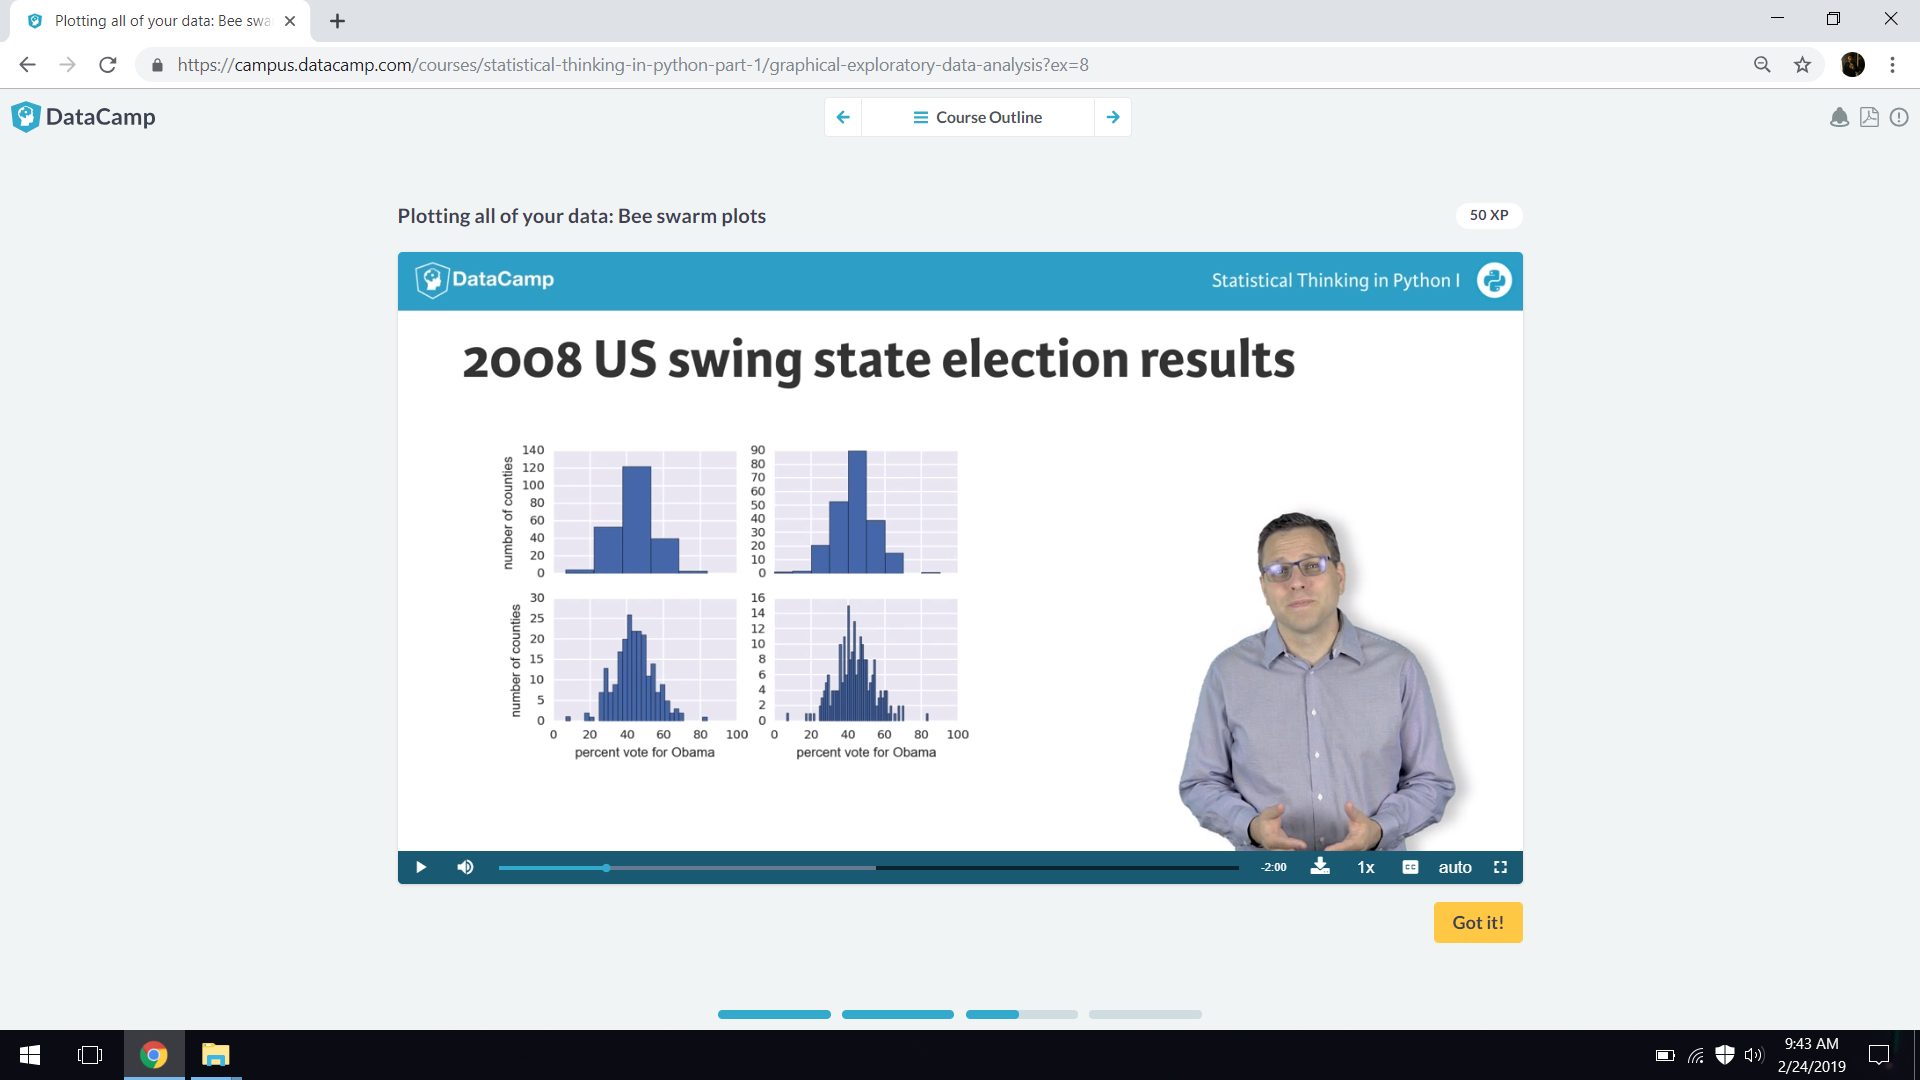 Plotting all of your data: Bee swa
https://campus.datacamp.com/courses/statistical-thinking-in-python-part-1/graphical-exploratory-data-analysis?ex=8
DataCamp
Course Outline
Plotting all of your data: Bee swarm plots
50 XP
DataCamp
Statistical Thinking in Python I
2008 US swing state election results
140
120
100
80
60
40
20
0
number of counties
90
80
70
60
50
40
30
20
10
0
30
25
20
15
10
5
0
number of counties
16
14
12
10
8
6
4
2
0
0 20 40 60 80 100
percent vote for Obama
0 20 40 60 80 100
percent vote for Obama
-2:00
1x
CC
auto
Got it!
9:43 AM
2/24/2019